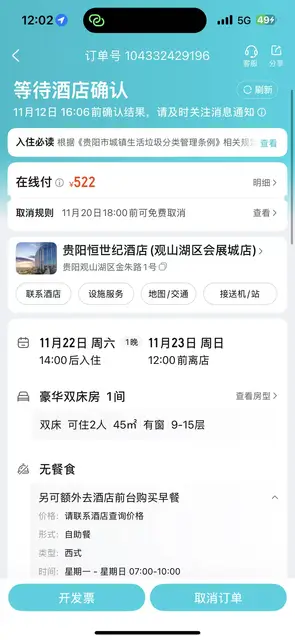 12:02
5G
49
订单号 104332429196
客服
分享
等待酒店确认
刷新
11月12日 16:06前确认结果，请及时关注消息通知
入住必读 根据《贵阳市城镇生活垃圾分类管理条例》相关规定 查看
在线付 ¥522 明细
取消规则 11月20日18:00前可免费取消 查看
贵阳恒世纪酒店(观山湖区会展城店)
贵阳观山湖区金朱路1号
联系酒店 设施服务 地图/交通 接送机/站
11月22日 周六 1晚 11月23日 周日
14:00后入住 12:00前离店
豪华双床房 1间 查看房型
双床 可住2人 45㎡ 有窗 9-15层
无餐食
另可额外去酒店前台购买早餐
价格： 请联系酒店查询价格
形式： 自助餐
类型： 西式
时间： 星期一 - 星期日 07:00-10:00
开发票 取消订单